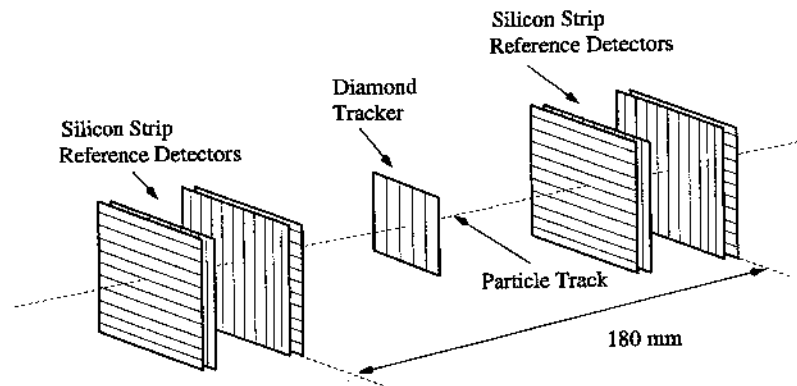 Silicon Strip
Reference Detectors
Diamond
Tracker
Silicon Strip
Reference Detectors
Particle Track
180 mm